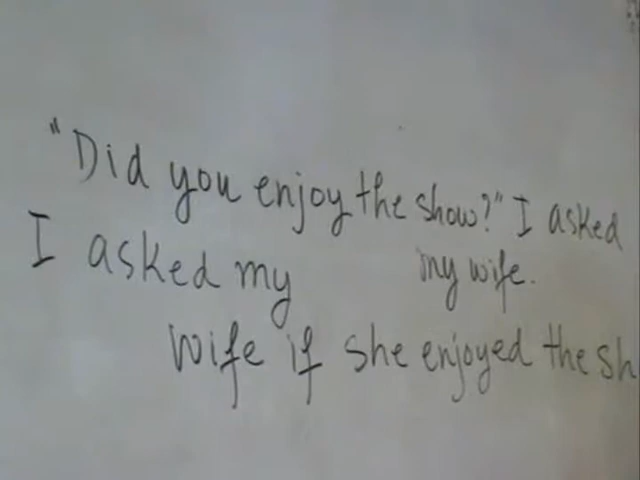 "Did you enjoy the show?" I asked
my wife.
I asked my
wife if she enjoyed the sh